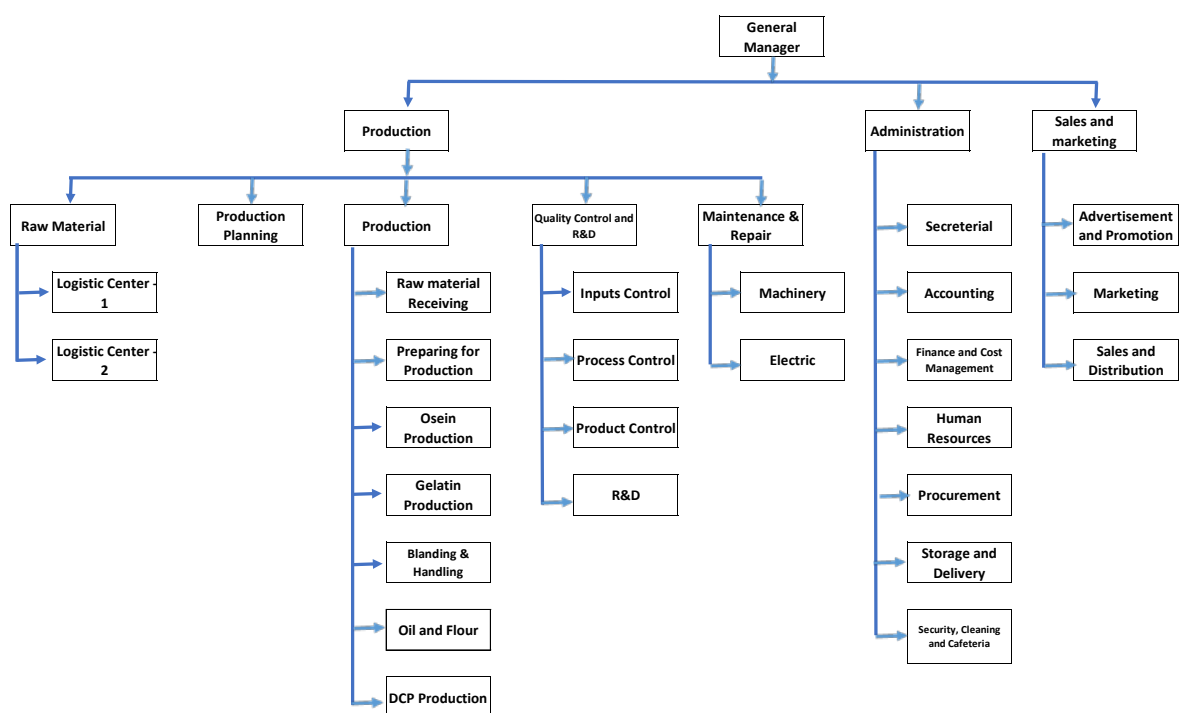 General
Manager
Production
Administration
Sales and
marketing
Raw Material
Production
Planning
Production
Quality Control and
R&D
Maintenance &
Repair
Secreterial
Advertisement
and Promotion
Logistic Center -
1
Raw material
Receiving
Inputs Control
Machinery
Accounting
Marketing
Logistic Center -
2
Preparing for
Production
Process Control
Electric
Finance and Cost
Management
Sales and
Distribution
Osein
Production
Product Control
Human
Resources
Gelatin
Production
R&D
Procurement
Blanding &
Handling
Storage and
Delivery
Oil and Flour
Security, Cleaning
and Cafeteria
DCP Production